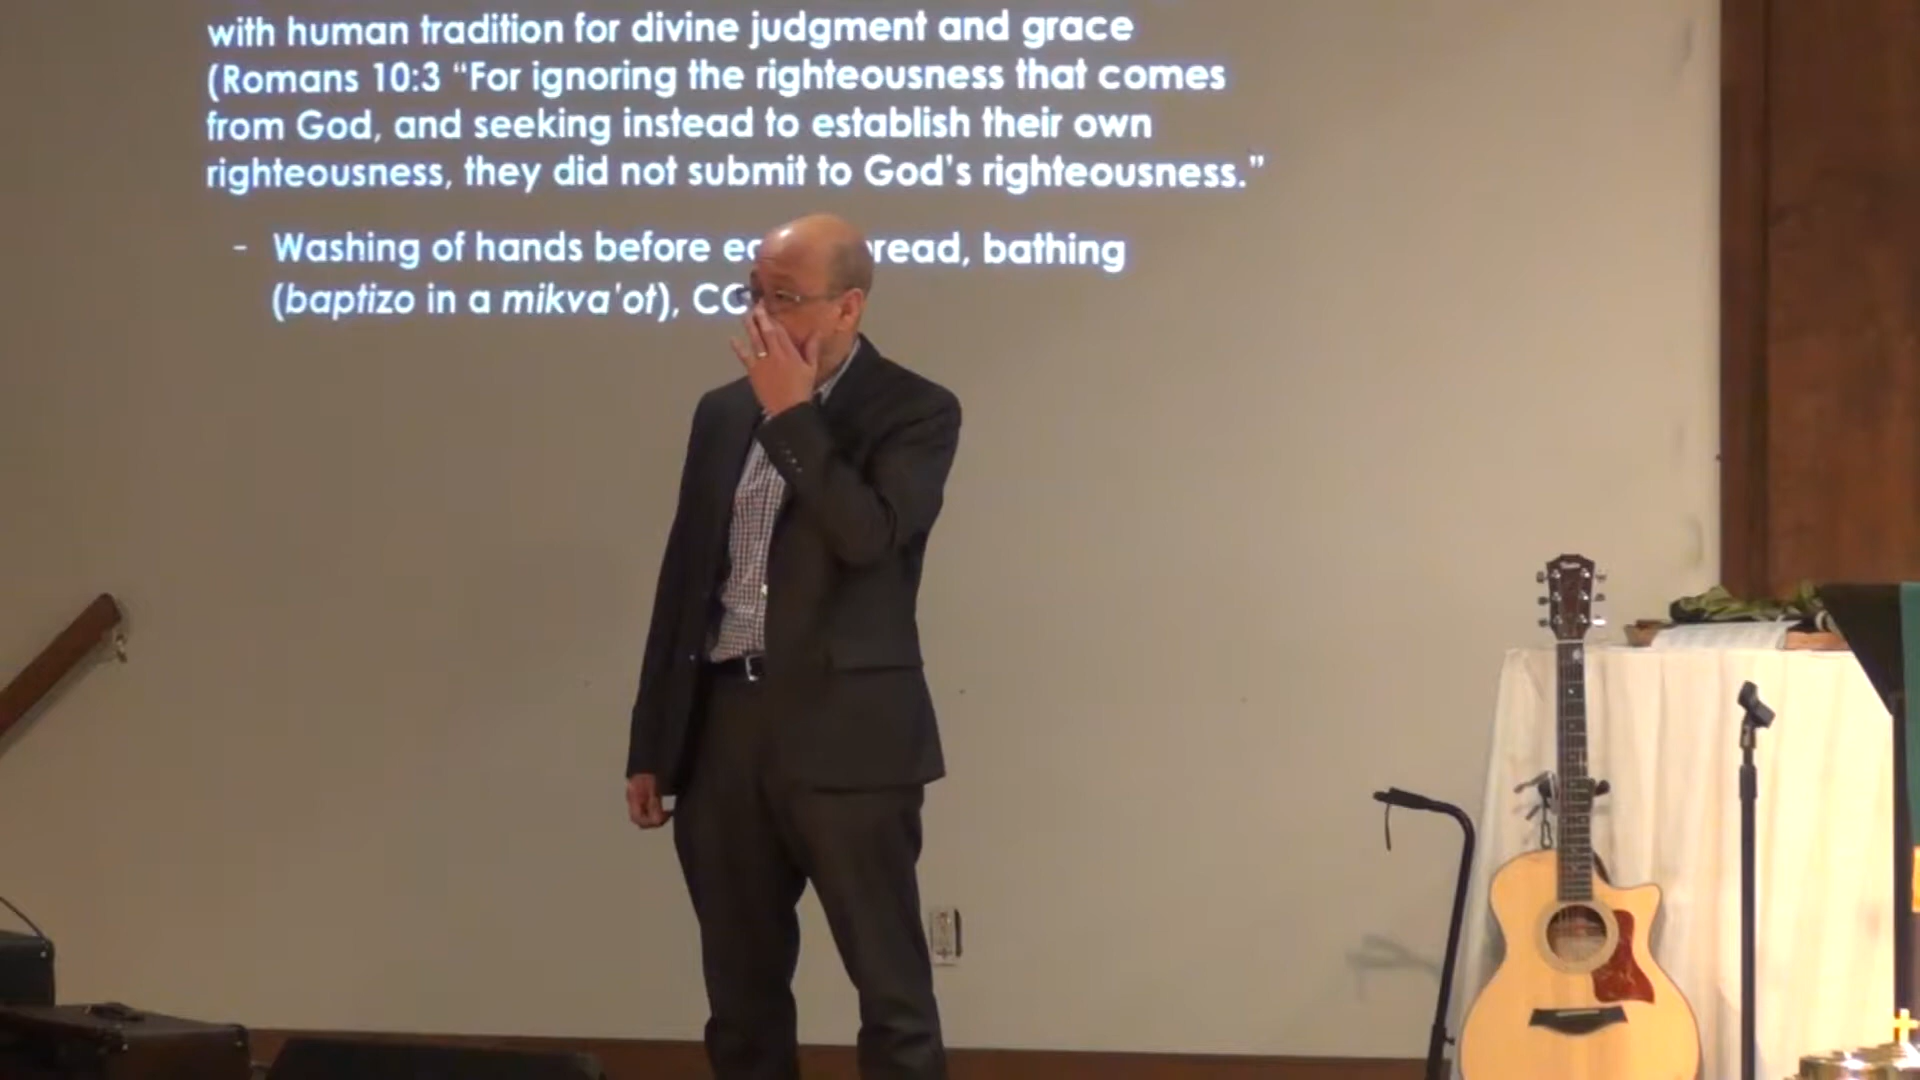 with human tradition for divine judgment and grace
(Romans 10:3 “For ignoring the righteousness that comes
from God, and seeking instead to establish their own
righteousness, they did not submit to God’s righteousness.”
- Washing of hands before bathing
(baptizo in a mikva’ot),